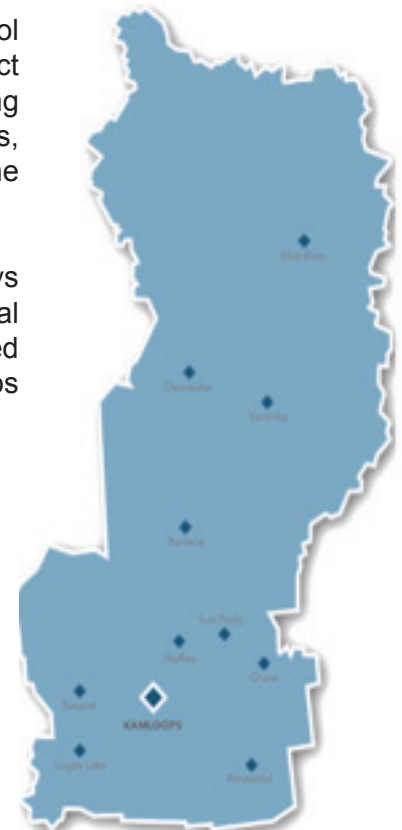 ol
ct
ng
s,
ne
ys
al
ed
os
Blue River
Clearwater
Vavenby
Barriere
Sun Peaks
Heffley
Chase
Savona
KAMLOOPS
Logan Lake
Westwold